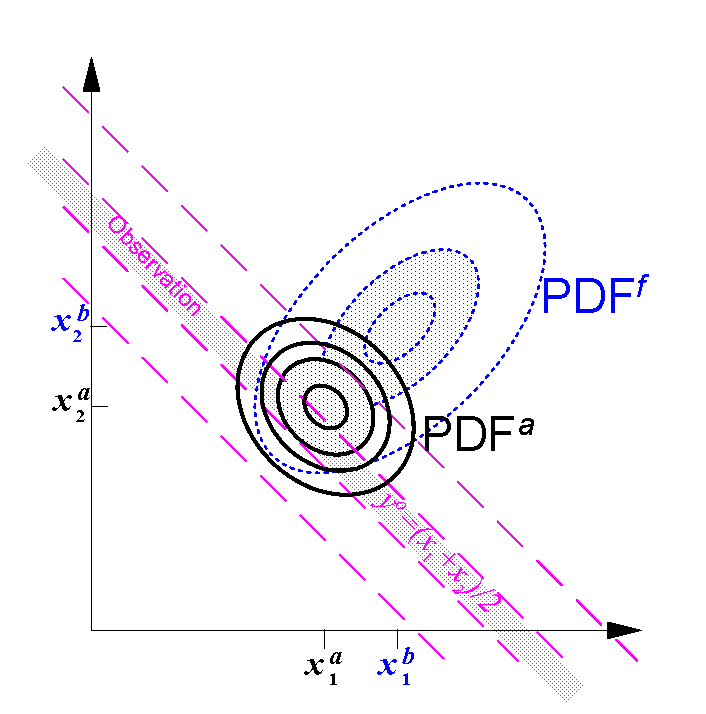 Observation
PDFᶠ
x₂ᵇ
x₂ᵃ
PDFᵃ
yᵒ=(x₁+x₂)/2
x₁ᵃ
x₁ᵇ